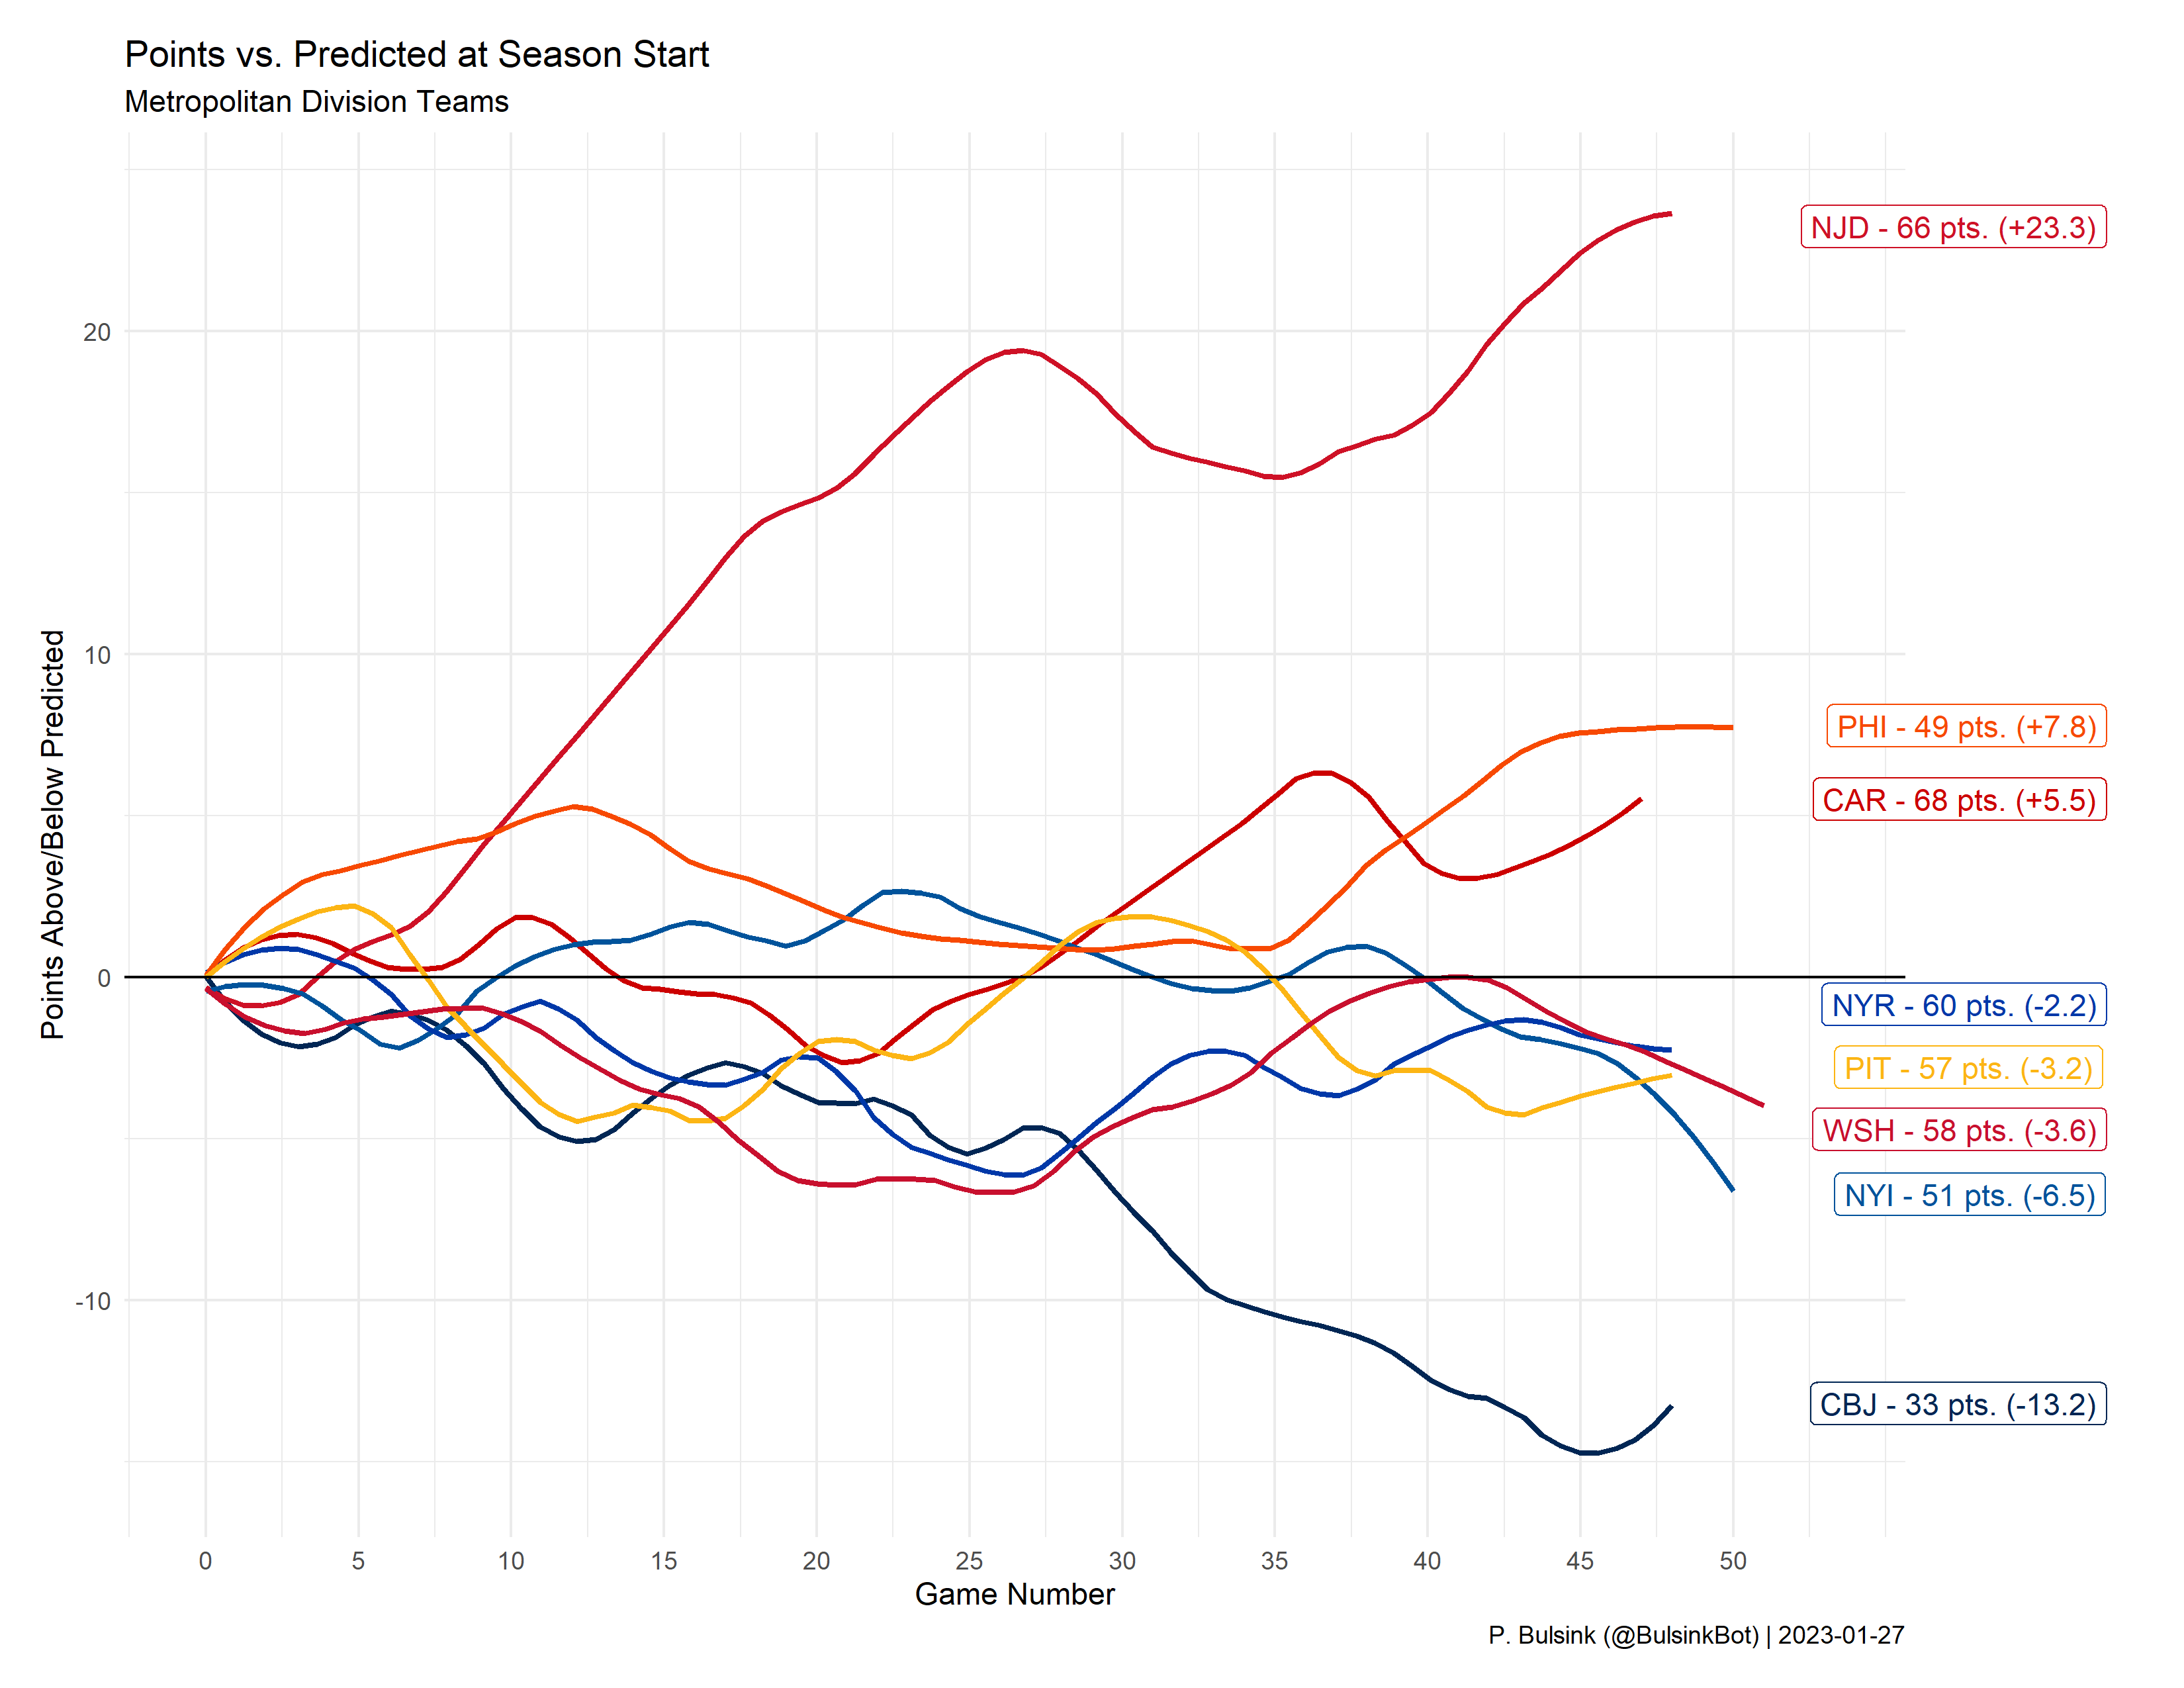 Points vs. Predicted at Season Start
Metropolitan Division Teams
Points Above/Below Predicted
20
10
0
-10
NJD - 66 pts. (+23.3)
PHI - 49 pts. (+7.8)
CAR - 68 pts. (+5.5)
NYR - 60 pts. (-2.2)
PIT - 57 pts. (-3.2)
WSH - 58 pts. (-3.6)
NYI - 51 pts. (-6.5)
CBJ - 33 pts. (-13.2)
0 5 10 15 20 25 30 35 40 45 50
Game Number
P. Bulsink (@BulsinkBot) | 2023-01-27